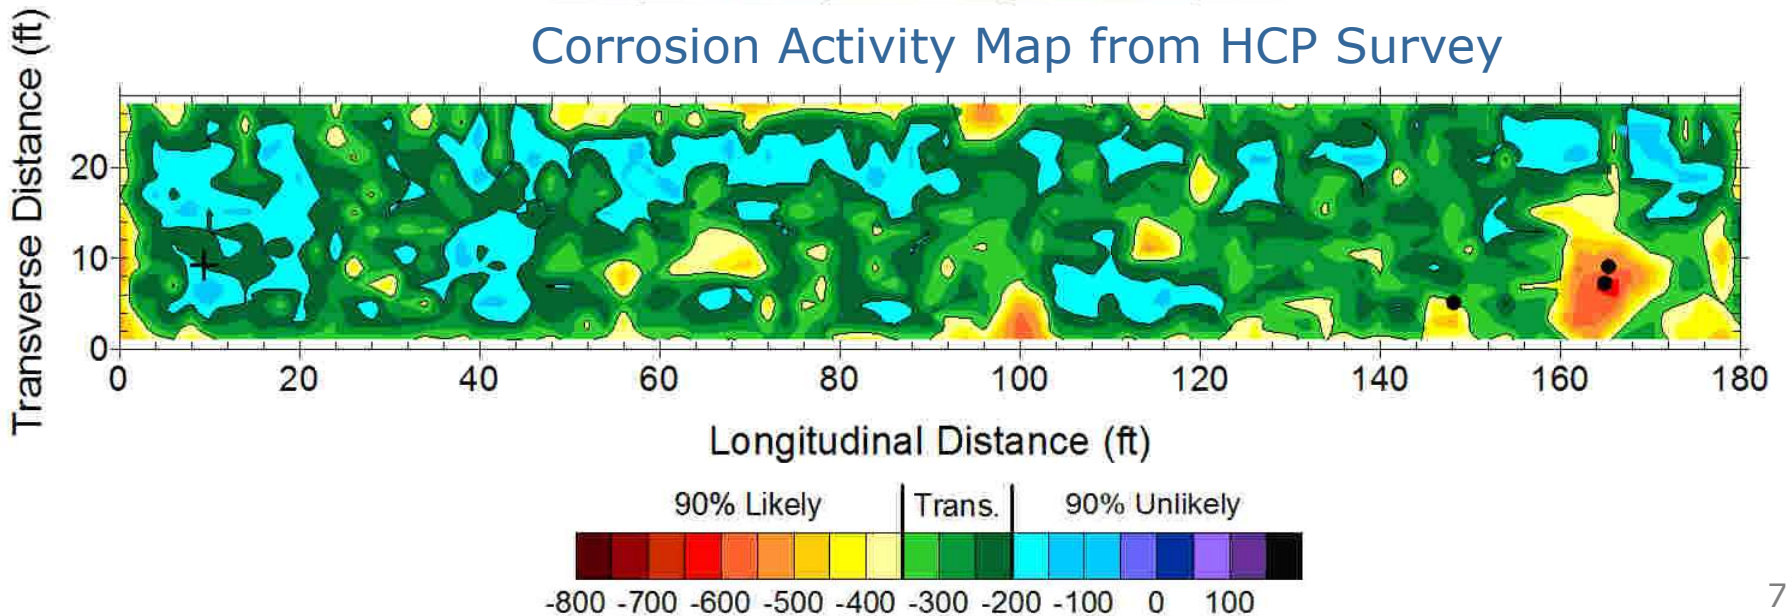 Corrosion Activity Map from HCP Survey
Transverse Distance (ft)
20
10
0
0 20 40 60 80 100 120 140 160 180
Longitudinal Distance (ft)
90% Likely Trans. 90% Unlikely
-800 -700 -600 -500 -400 -300 -200 -100 0 100
7